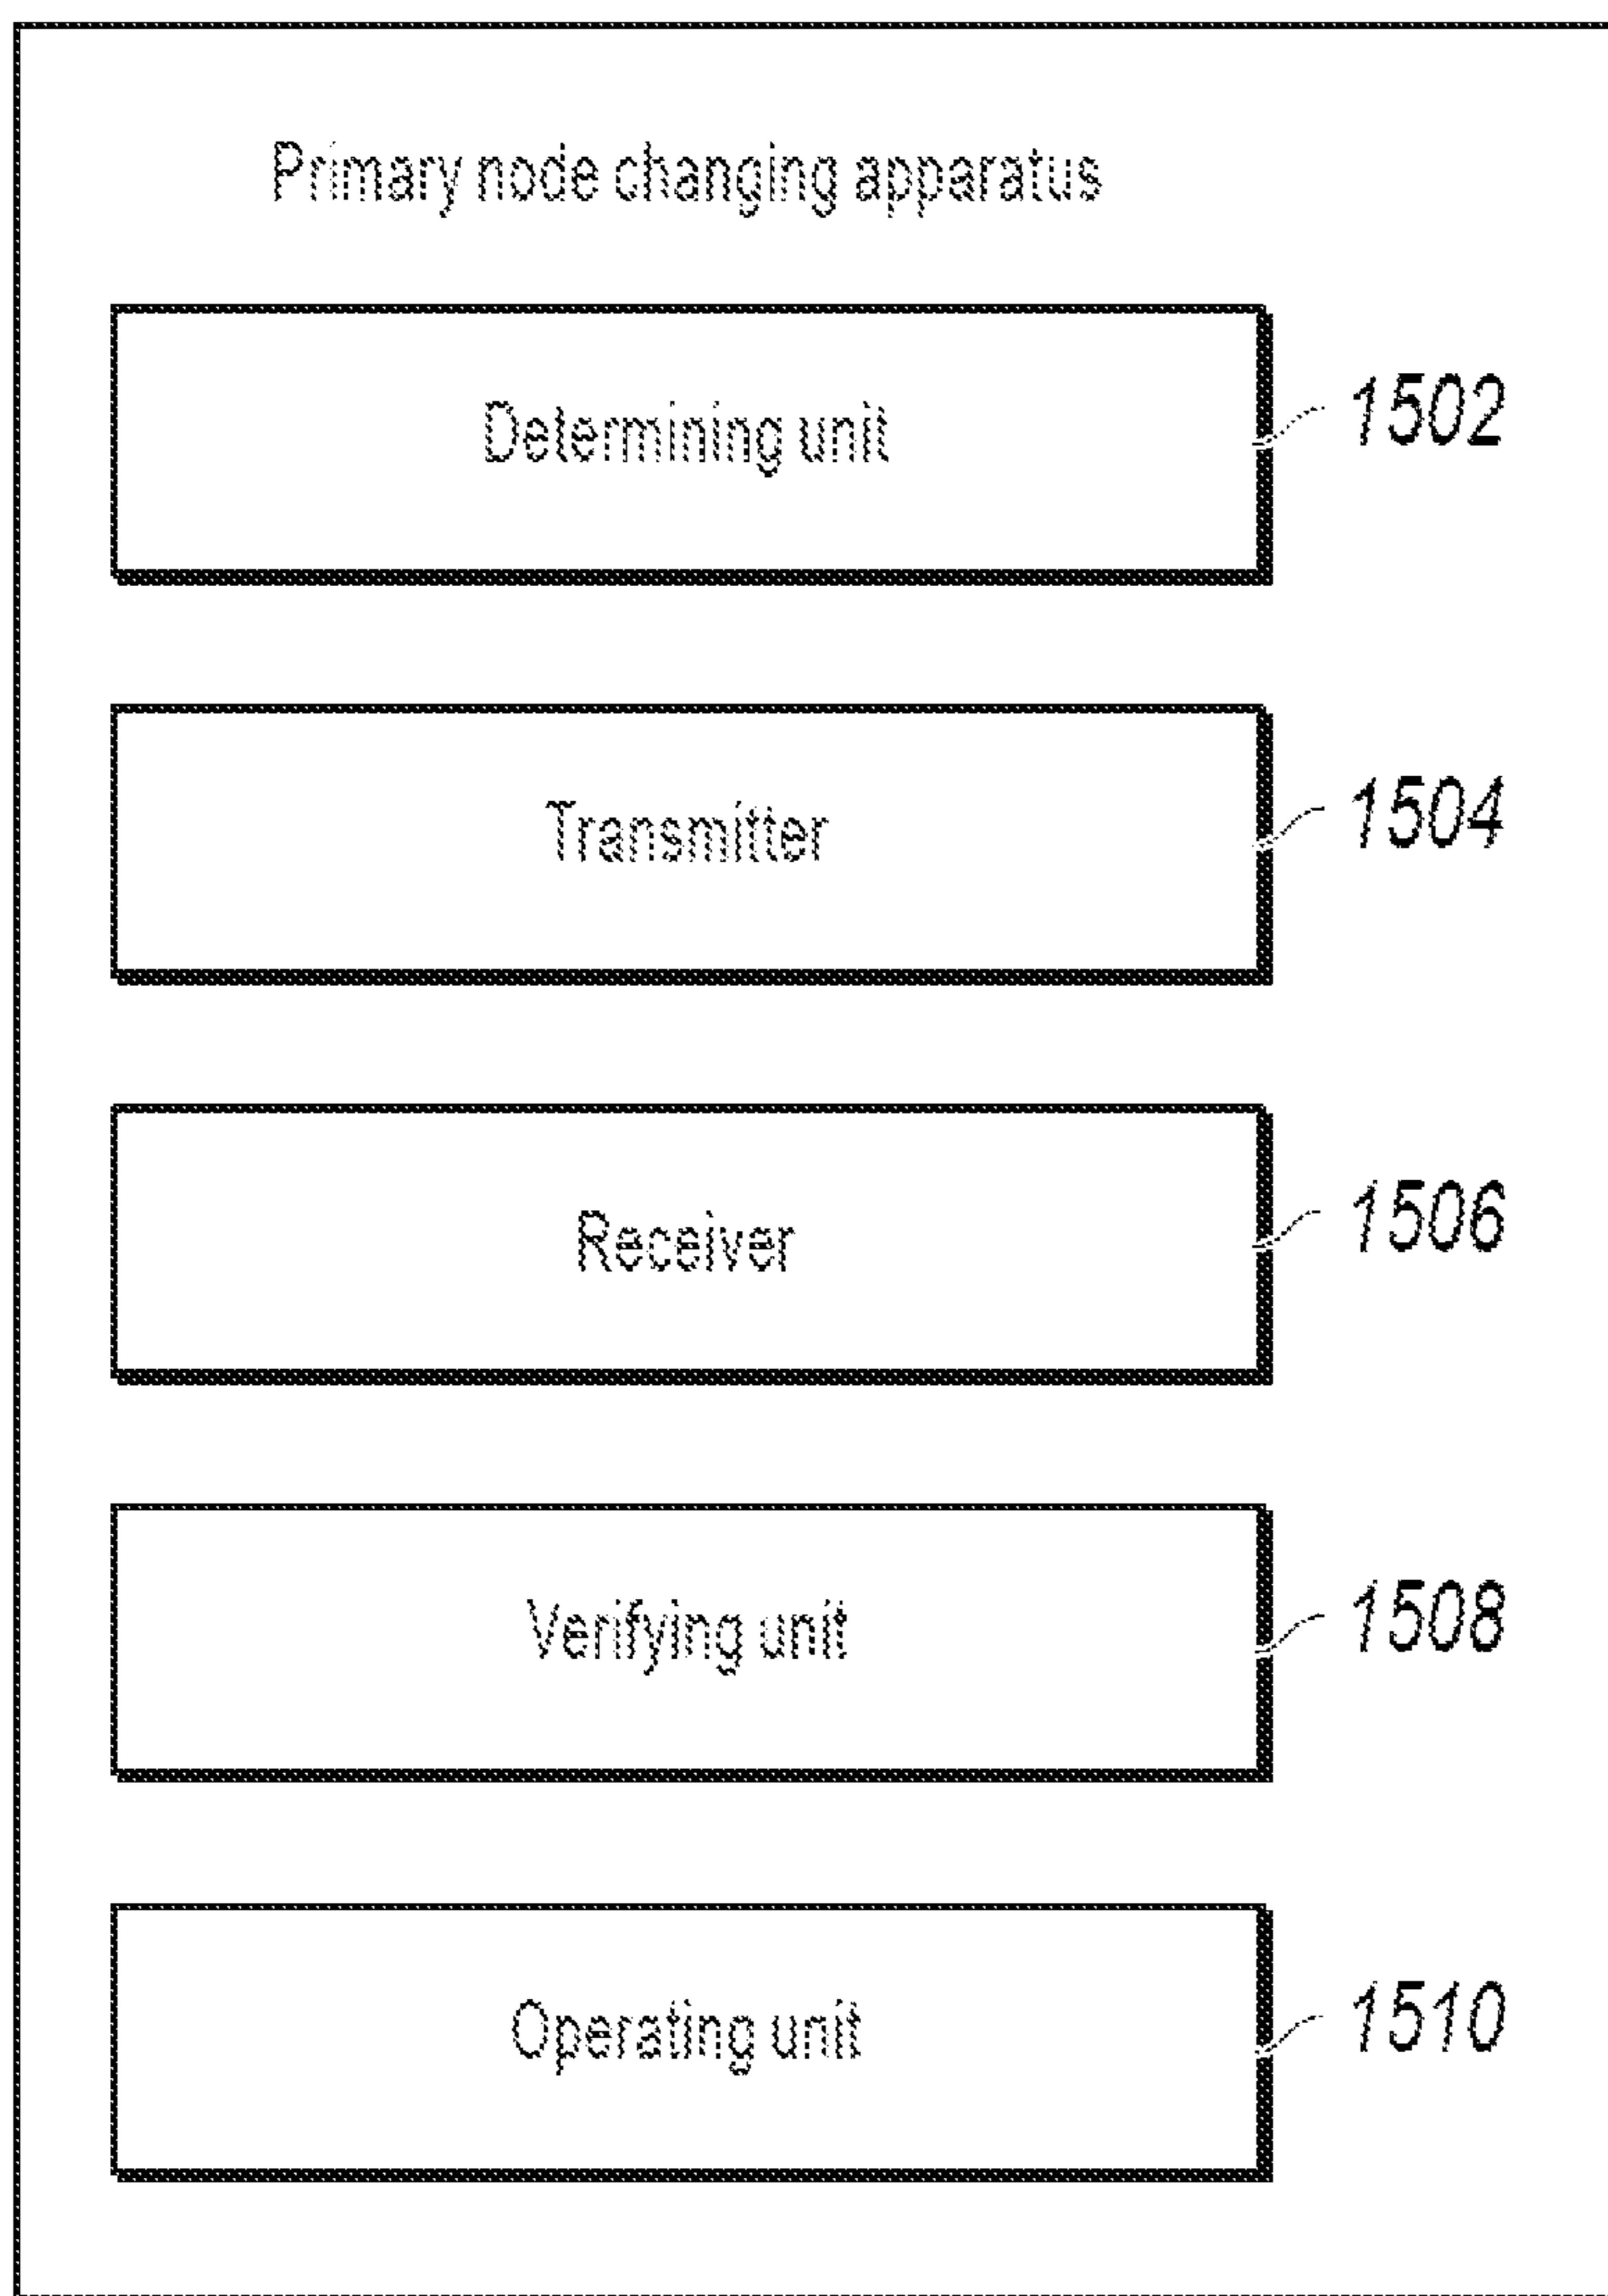 Primary node changing apparatus
Determining unit
1502
Transmitter
1504
Receiver
1506
Verifying unit
1508
Operating unit
1510